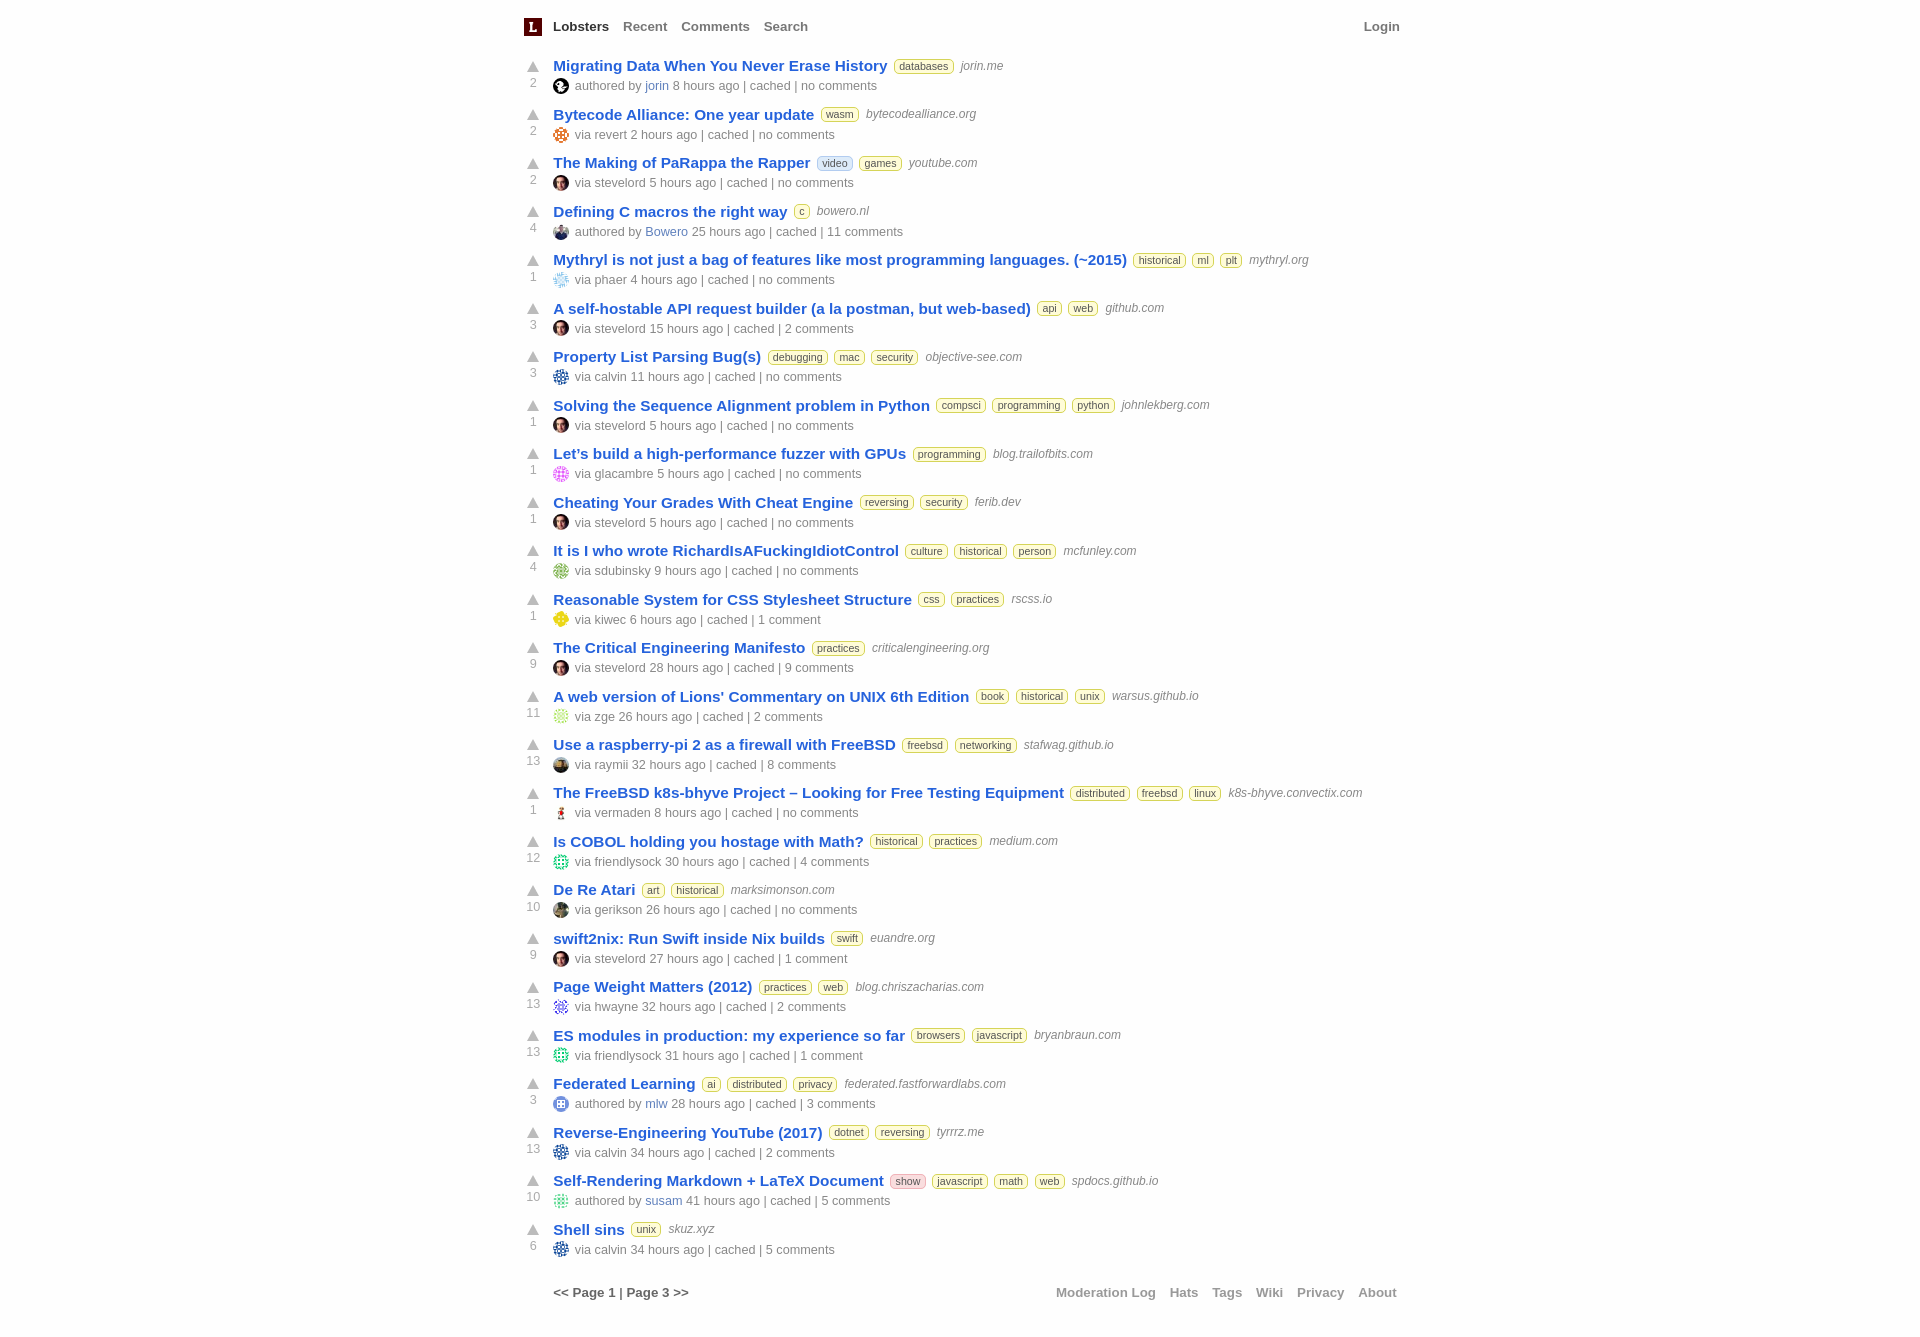 L Lobsters Recent Comments Search Login
Migrating Data When You Never Erase History databases jorin.me
2
authored by jorin 8 hours ago | cached | no comments
Bytecode Alliance: One year update wasm bytecodealliance.org
2
via revert 2 hours ago | cached | no comments
The Making of PaRappa the Rapper video games youtube.com
2
via stevelord 5 hours ago | cached | no comments
Defining C macros the right way c bowero.nl
4
authored by Bowero 25 hours ago | cached | 11 comments
Mythryl is not just a bag of features like most programming languages. (~2015) historical ml plt mythryl.org
1
via phaer 4 hours ago | cached | no comments
A self-hostable API request builder (a la postman, but web-based) api web github.com
3
via stevelord 15 hours ago | cached | 2 comments
Property List Parsing Bug(s) debugging mac security objective-see.com
3
via calvin 11 hours ago | cached | no comments
Solving the Sequence Alignment problem in Python compsci programming python johnlekberg.com
1
via stevelord 5 hours ago | cached | no comments
Let’s build a high-performance fuzzer with GPUs programming blog.trailofbits.com
1
via glacambre 5 hours ago | cached | no comments
Cheating Your Grades With Cheat Engine reversing security ferib.dev
1
via stevelord 5 hours ago | cached | no comments
It is I who wrote RichardIsAFuckingIdiotControl culture historical person mcfunley.com
4
via sdubinsky 9 hours ago | cached | no comments
Reasonable System for CSS Stylesheet Structure css practices rscss.io
1
via kiwec 6 hours ago | cached | 1 comment
The Critical Engineering Manifesto practices criticalengineering.org
9
via stevelord 28 hours ago | cached | 9 comments
A web version of Lions' Commentary on UNIX 6th Edition book historical unix warsus.github.io
11
via zge 26 hours ago | cached | 2 comments
Use a raspberry-pi 2 as a firewall with FreeBSD freebsd networking stafwag.github.io
13
via raymii 32 hours ago | cached | 8 comments
The FreeBSD k8s-bhyve Project – Looking for Free Testing Equipment distributed freebsd linux k8s-bhyve.convectix.com
1
via vermaden 8 hours ago | cached | no comments
Is COBOL holding you hostage with Math? historical practices medium.com
12
via friendlysock 30 hours ago | cached | 4 comments
De Re Atari art historical marksimonson.com
10
via gerikson 26 hours ago | cached | no comments
swift2nix: Run Swift inside Nix builds swift euandre.org
9
via stevelord 27 hours ago | cached | 1 comment
Page Weight Matters (2012) practices web blog.chriszacharias.com
13
via hwayne 32 hours ago | cached | 2 comments
ES modules in production: my experience so far browsers javascript bryanbraun.com
13
via friendlysock 31 hours ago | cached | 1 comment
Federated Learning ai distributed privacy federated.fastforwardlabs.com
3
authored by mlw 28 hours ago | cached | 3 comments
Reverse-Engineering YouTube (2017) dotnet reversing tyrrrz.me
13
via calvin 34 hours ago | cached | 2 comments
Self-Rendering Markdown + LaTeX Document show javascript math web spdocs.github.io
10
authored by susam 41 hours ago | cached | 5 comments
Shell sins unix skuz.xyz
6
via calvin 34 hours ago | cached | 5 comments
<< Page 1 | Page 3 >> Moderation Log Hats Tags Wiki Privacy About